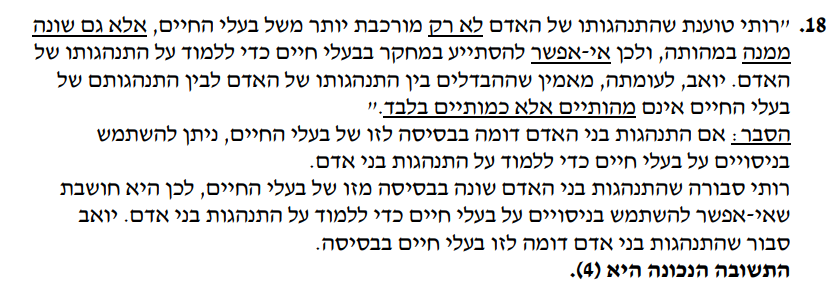 18. "רותי טוענת שהתנהגותו של האדם לא רק מורכבת יותר משל בעלי החיים, אלא גם שונה
ממנה במהותה, ולכן אי-אפשר להסתייע במחקר בבעלי חיים כדי ללמוד על התנהגותו של
האדם. יואב, לעומתה, מאמין שההבדלים בין התנהגותו של האדם לבין התנהגותם של
בעלי החיים אינם מהותיים אלא כמותיים בלבד."
הסבר: אם התנהגות בני האדם דומה בבסיסה לזו של בעלי החיים, ניתן להשתמש
בניסויים על בעלי חיים כדי ללמוד על התנהגות בני אדם.
רותי סבורה שהתנהגות בני האדם שונה בבסיסה מזו של בעלי החיים, לכן היא חושבת
שאי-אפשר להשתמש בניסויים על בעלי חיים כדי ללמוד על התנהגות בני אדם. יואב
סבור שהתנהגות בני אדם דומה לזו בעלי חיים בבסיסה.
התשובה הנכונה היא (4).